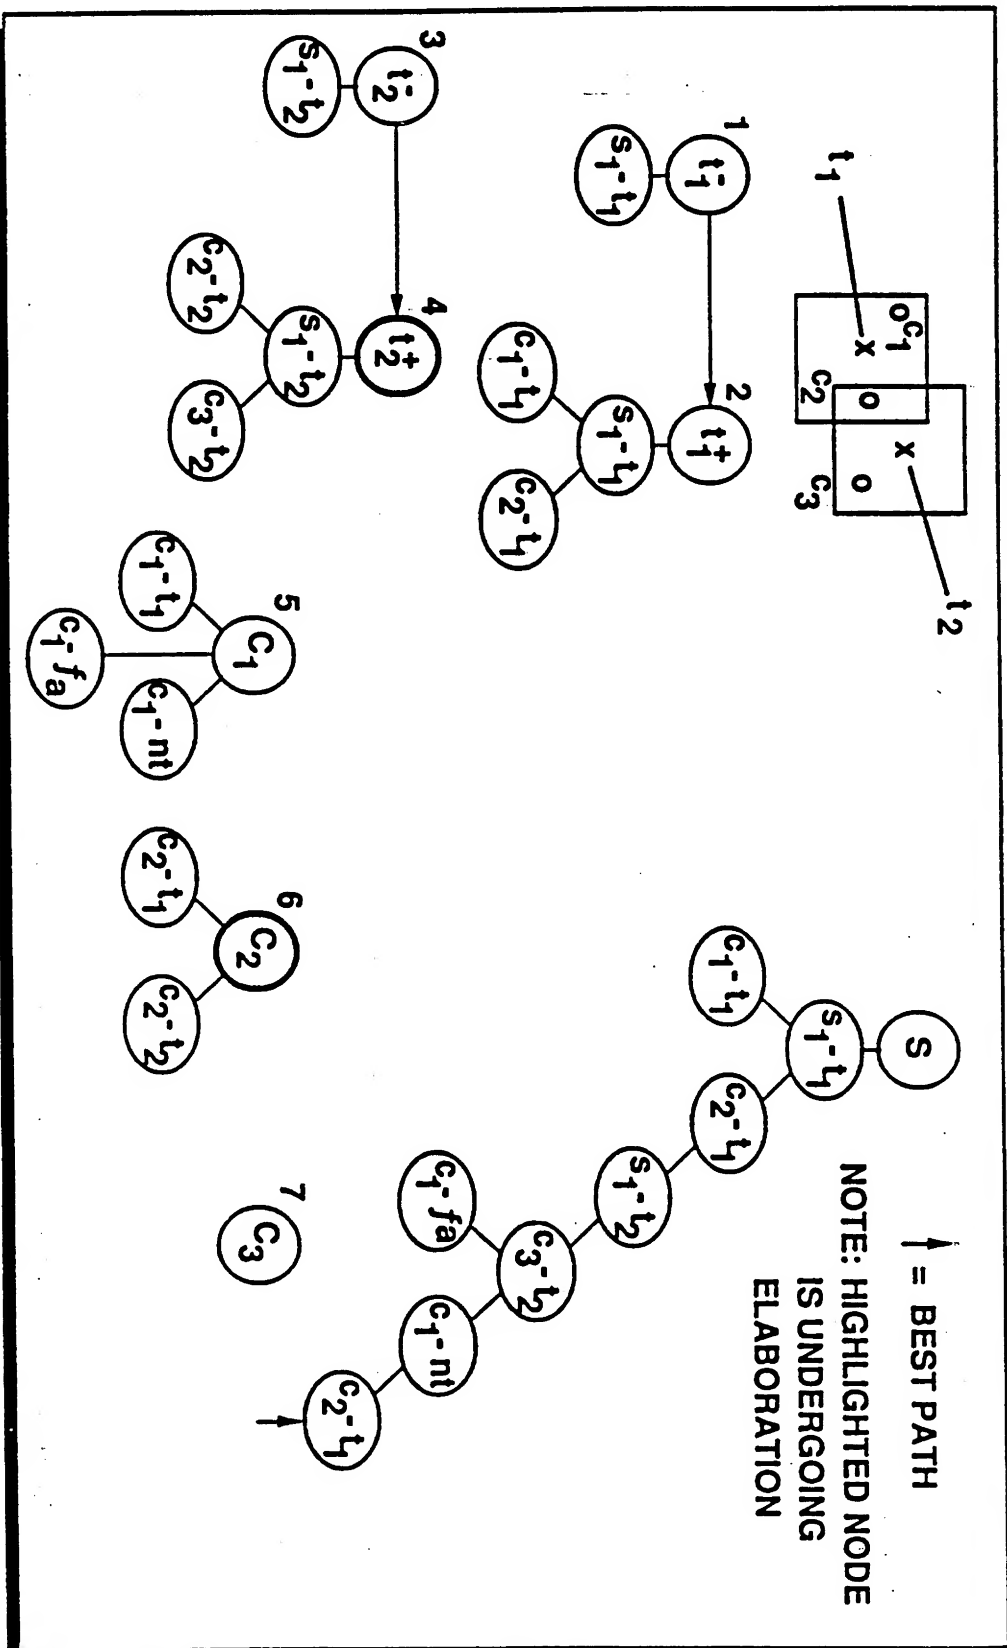 ↑ = BEST PATH
NOTE: HIGHLIGHTED NODE
IS UNDERGOING
ELABORATION
t₁
t₂
oc₁
x
c₂
o
x
o
c₃
1
t₁⁻
s₁-t₁
2
t₁⁺
s₁-t₁
c₁-t₁
c₂-t₁
3
t₂⁻
s₁-t₂
4
t₂⁺
s₁-t₂
c₂-t₂
c₃-t₂
5
C₁
c₁-t₁
c₁-nt
c₁-fa
6
C₂
c₂-t₁
c₂-t₂
7
C₃
S
s₁-t₁
c₁-t₁
c₂-t₁
s₁-t₂
c₃-t₂
c₁-fa
c₁-nt
c₂-t₁